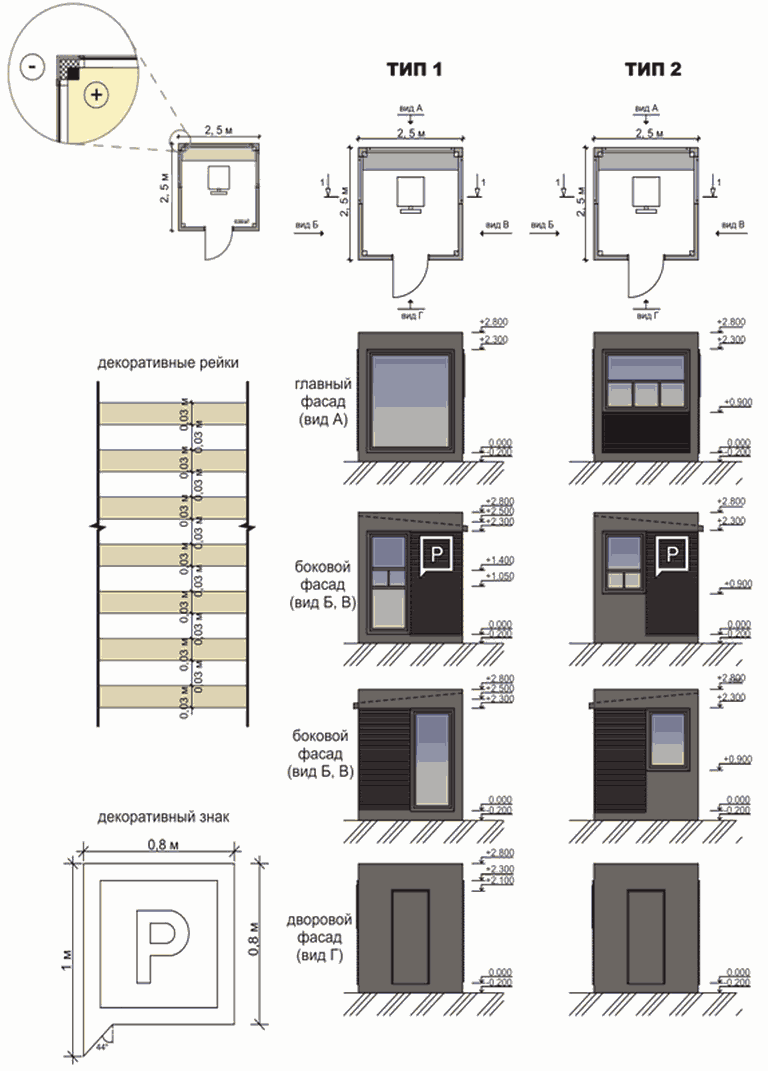 ТИП 1
ТИП 2
-
+
2, 5 м
2, 5 м
вид А
2, 5 м
2, 5 м
1
1
вид Б
вид В
вид Г
вид А
2, 5 м
2, 5 м
1
1
вид Б
вид В
вид Г
декоративные рейки
0,03 м
0,03 м
0,03 м
0,03 м
0,03 м
0,03 м
0,03 м
0,03 м
0,03 м
0,03 м
0,03 м
0,03 м
0,03 м
главный
фасад
(вид А)
+2.800
+2.300
0.000
-0.200
+2.800
+2.300
+0.900
0.000
-0.200
боковой
фасад
(вид Б, В)
P
+2.800
+2.500
+2.300
+1.400
+1.050
0.000
-0.200
P
+2.800
+2.300
+0.900
0.000
-0.200
боковой
фасад
(вид Б, В)
+2.800
+2.500
+2.300
0.000
-0.200
+2.800
+2.300
+0.900
0.000
-0.200
декоративный знак
0,8 м
1 м
0,8 м
P
44°
дворовой
фасад
(вид Г)
+2.800
+2.300
+2.100
0.000
-0.200
0.000
-0.200